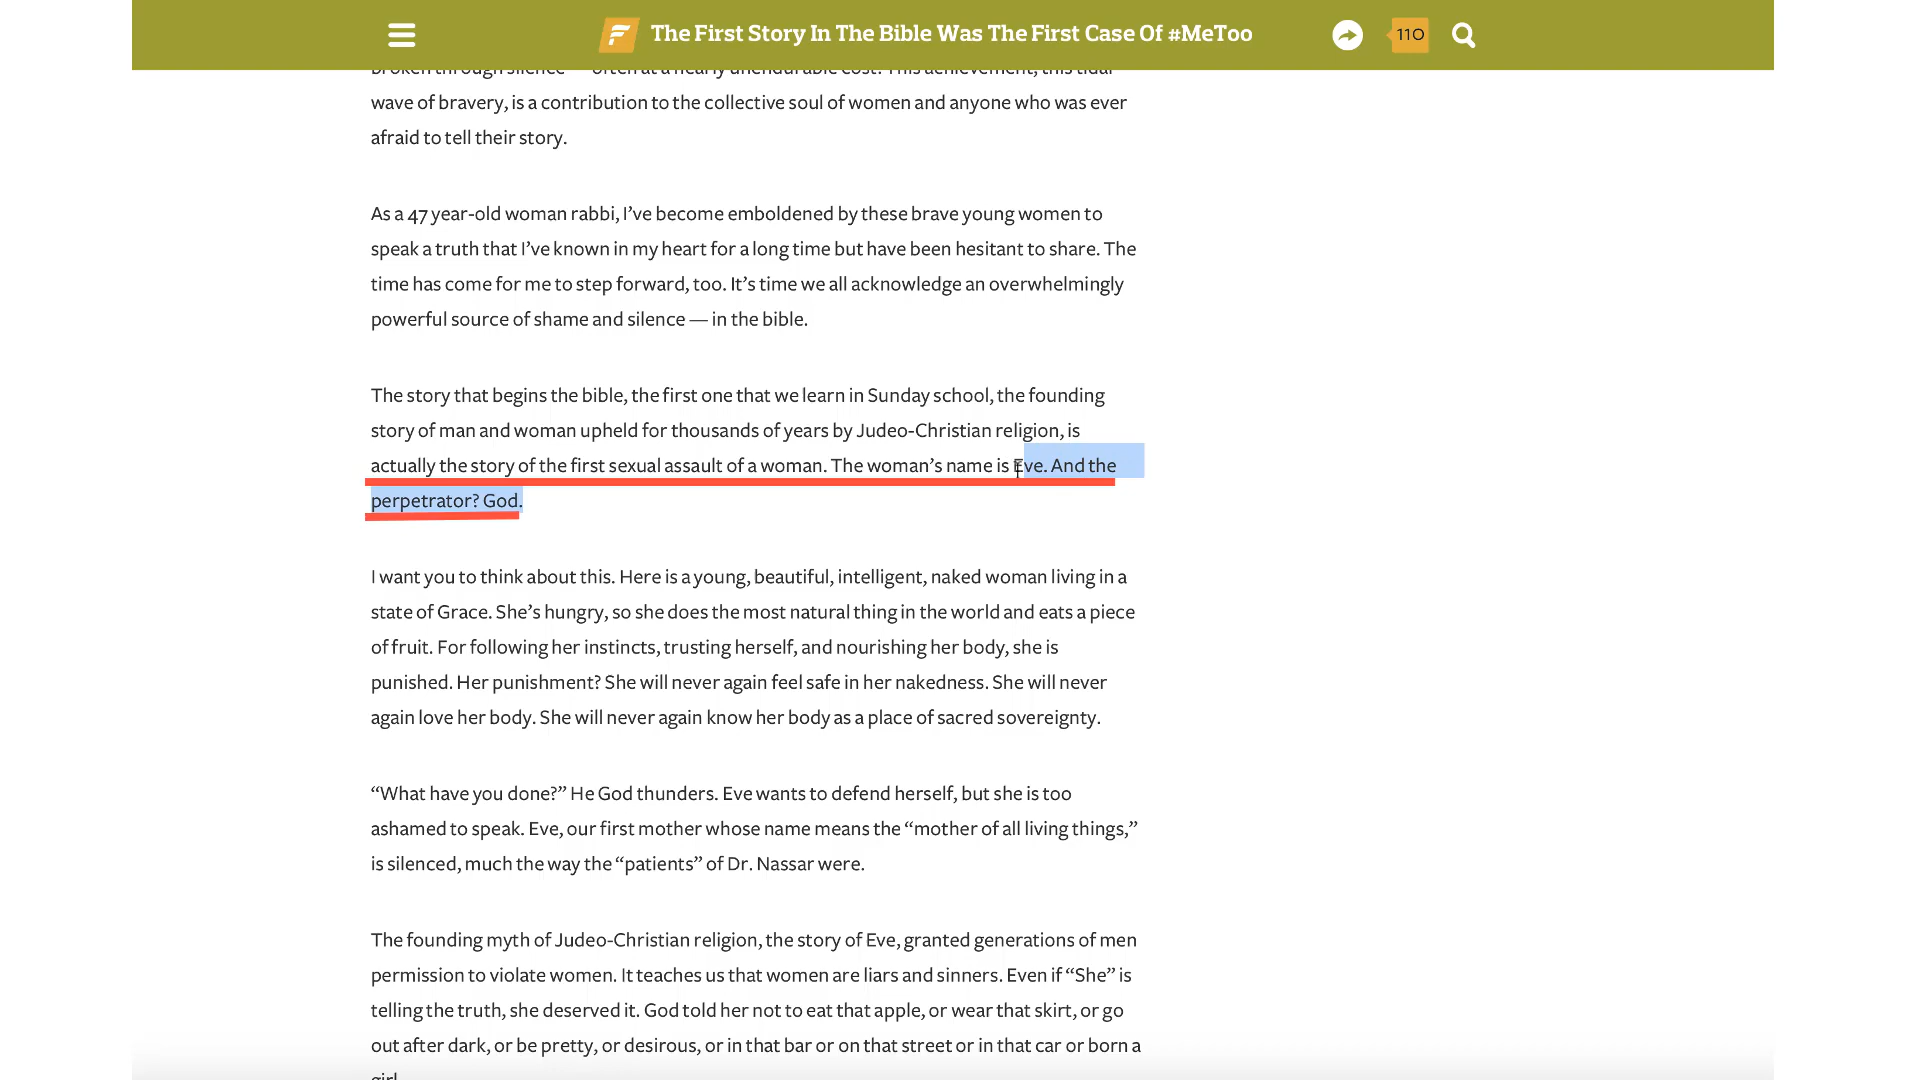 The First Story In The Bible Was The First Case Of #MeToo
110
broken through silence — often at a nearly unendurable cost. This achievement, this tidal
wave of bravery, is a contribution to the collective soul of women and anyone who was ever
afraid to tell their story.
As a 47 year-old woman rabbi, I’ve become emboldened by these brave young women to
speak a truth that I’ve known in my heart for a long time but have been hesitant to share. The
time has come for me to step forward, too. It’s time we all acknowledge an overwhelmingly
powerful source of shame and silence — in the bible.
The story that begins the bible, the first one that we learn in Sunday school, the founding
story of man and woman upheld for thousands of years by Judeo-Christian religion, is
actually the story of the first sexual assault of a woman. The woman’s name is Eve. And the
perpetrator? God.
I want you to think about this. Here is a young, beautiful, intelligent, naked woman living in a
state of Grace. She’s hungry, so she does the most natural thing in the world and eats a piece
of fruit. For following her instincts, trusting herself, and nourishing her body, she is
punished. Her punishment? She will never again feel safe in her nakedness. She will never
again love her body. She will never again know her body as a place of sacred sovereignty.
“What have you done?” He God thunders. Eve wants to defend herself, but she is too
ashamed to speak. Eve, our first mother whose name means the “mother of all living things,”
is silenced, much the way the “patients” of Dr. Nassar were.
The founding myth of Judeo-Christian religion, the story of Eve, granted generations of men
permission to violate women. It teaches us that women are liars and sinners. Even if “She” is
telling the truth, she deserved it. God told her not to eat that apple, or wear that skirt, or go
out after dark, or be pretty, or desirous, or in that bar or on that street or in that car or born a
girl.